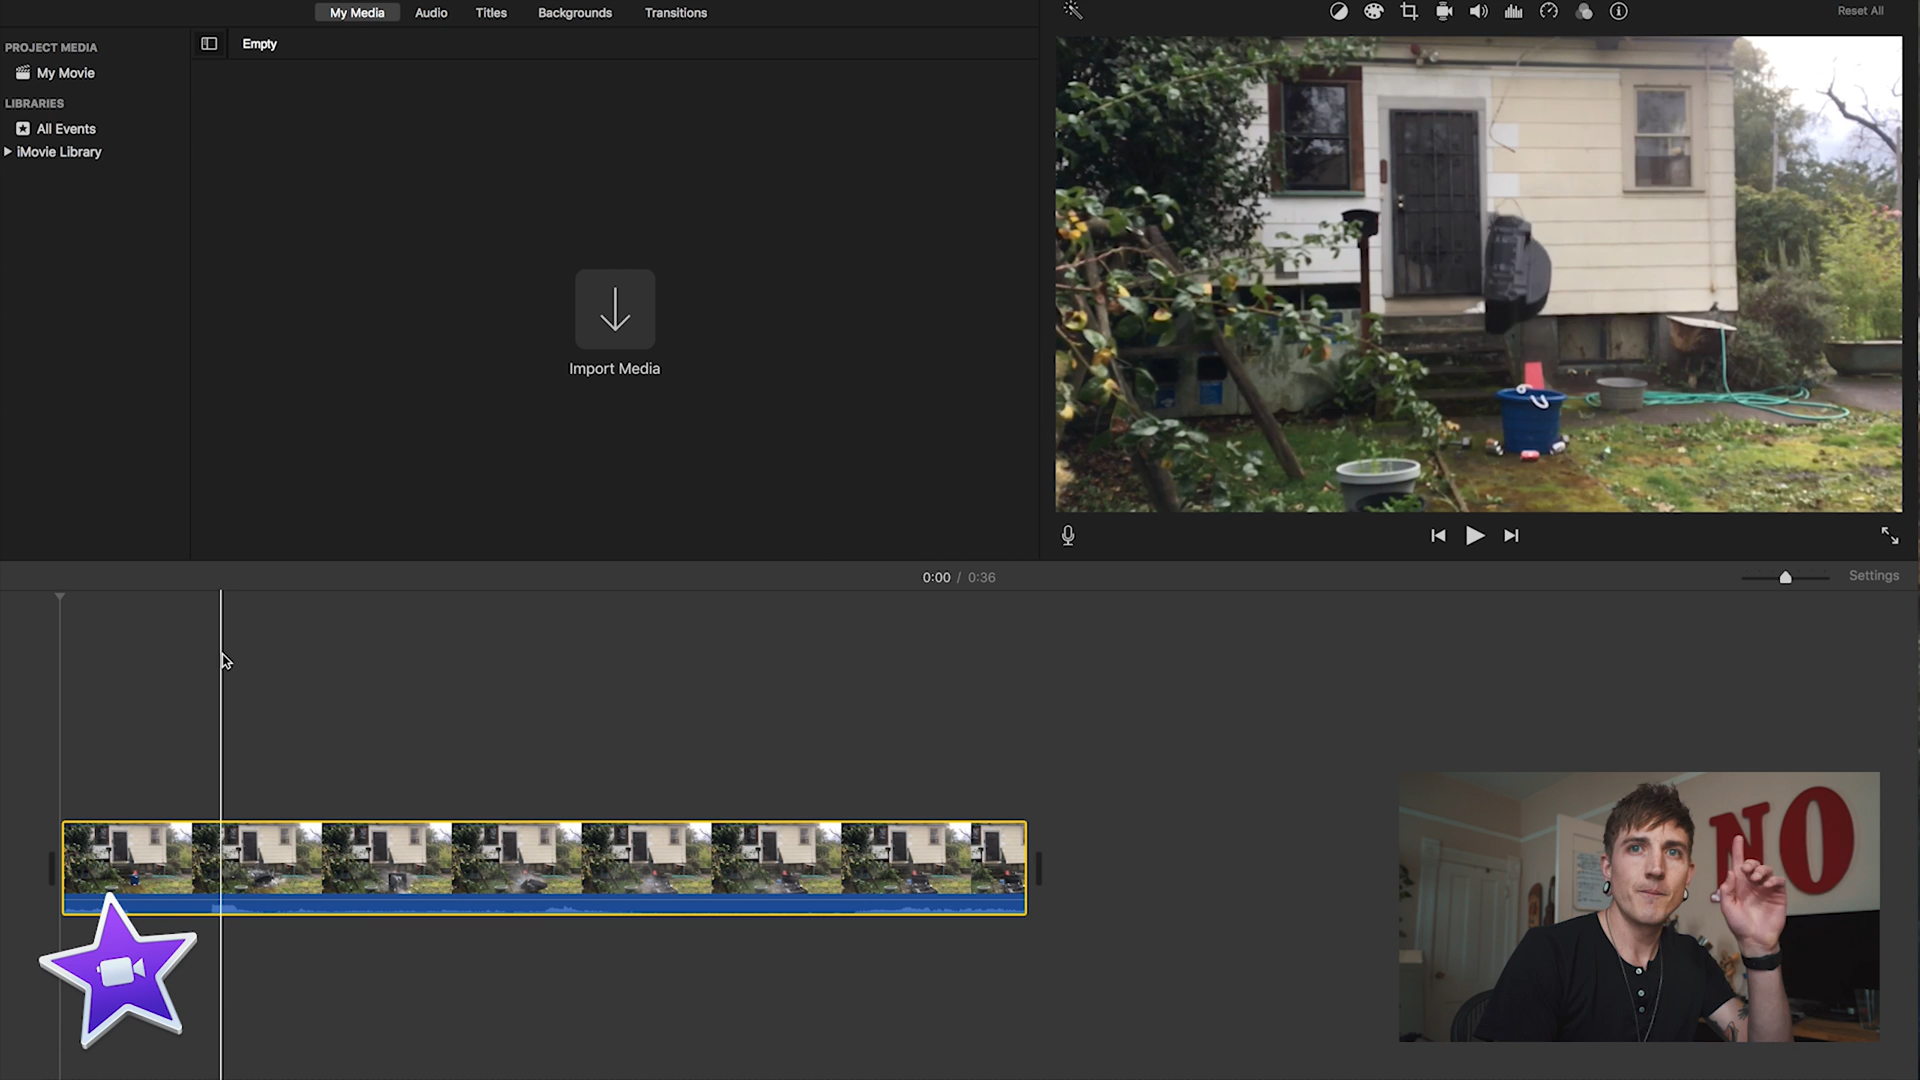 My Media Audio Titles Backgrounds Transitions
Reset All
PROJECT MEDIA
My Movie
LIBRARIES
All Events
iMovie Library
Empty
Import Media
0:00 / 0:36
Settings
NO